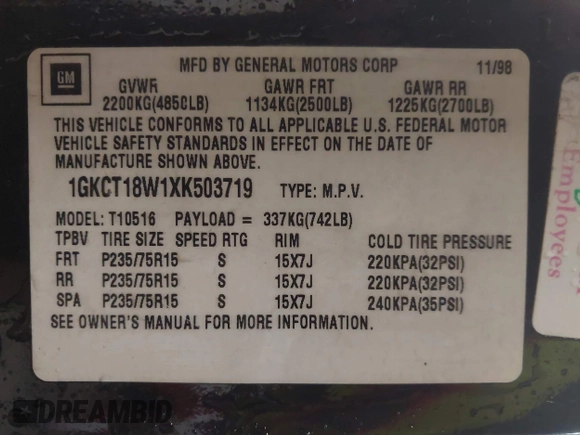 MFD BY GENERAL MOTORS CORP 11/98
GM
GVWR GAWR FRT GAWR RR
2200KG(4850LB) 1134KG(2500LB) 1225KG(2700LB)
THIS VEHICLE CONFORMS TO ALL APPLICABLE U.S. FEDERAL MOTOR
VEHICLE SAFETY STANDARDS IN EFFECT ON THE DATE OF
MANUFACTURE SHOWN ABOVE.
1GKCT18W1XK503719 TYPE: M.P.V.
MODEL: T10516 PAYLOAD = 337KG(742LB)
TPBV TIRE SIZE SPEED RTG RIM COLD TIRE PRESSURE
FRT P235/75R15 S 15X7J 220KPA(32PSI)
RR P235/75R15 S 15X7J 220KPA(32PSI)
SPA P235/75R15 S 15X7J 240KPA(35PSI)
SEE OWNER'S MANUAL FOR MORE INFORMATION.
Employees
DREAMBID